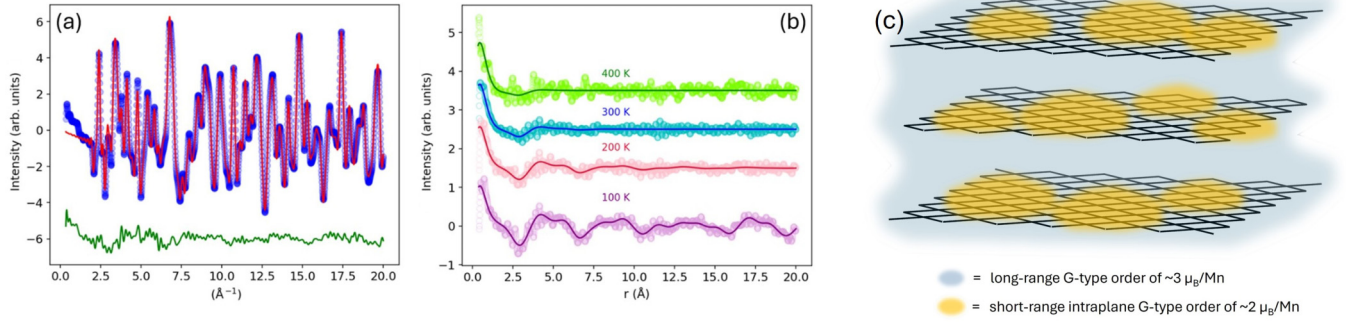 (a)
Intensity (arb. units)
6
4
2
0
−2
−4
−6
0.0 2.5 5.0 7.5 10.0 12.5 15.0 17.5 20.0
(Å⁻¹)
(b)
Intensity (arb. units)
5
4
3
2
1
0
−1
400 K
300 K
200 K
100 K
0.0 2.5 5.0 7.5 10.0 12.5 15.0 17.5 20.0
r (Å)
(c)
= long-range G-type order of ~3 μB/Mn
= short-range intraplane G-type order of ~2 μB/Mn